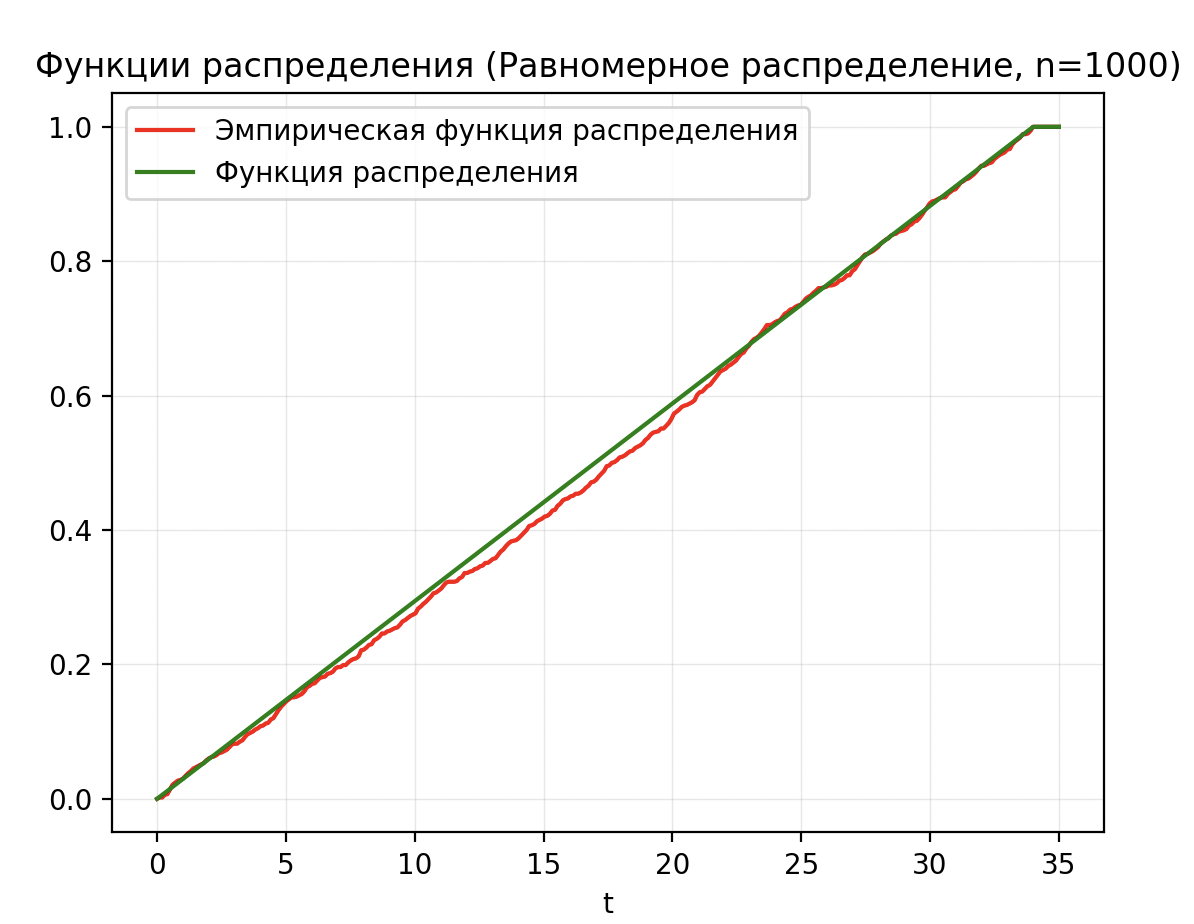 Функции распределения (Равномерное распределение, n=1000)
Эмпирическая функция распределения
Функция распределения
1.0
0.8
0.6
0.4
0.2
0.0
0 5 10 15 20 25 30 35
t